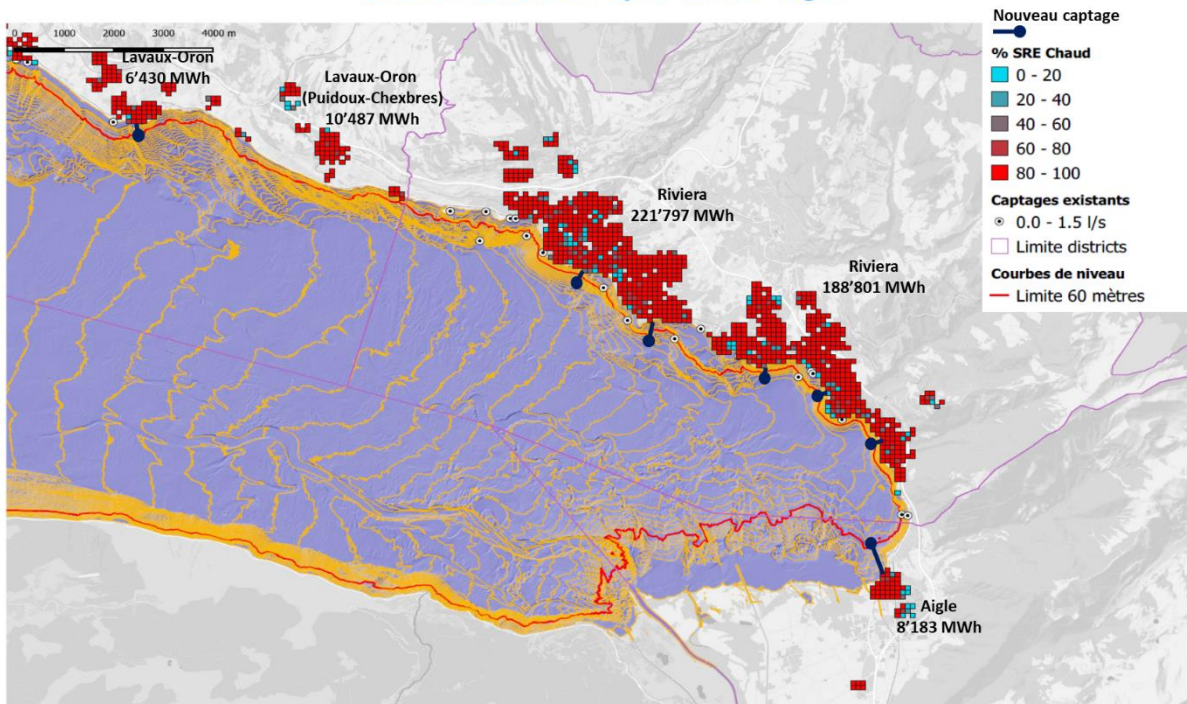 0 1000 2000 3000 4000 m
Lavaux-Oron
6'430 MWh
Lavaux-Oron
(Puidoux-Chexbres)
10'487 MWh
Riviera
221'797 MWh
Riviera
188'801 MWh
Aigle
8'183 MWh
Nouveau captage
% SRE Chaud
0 - 20
20 - 40
40 - 60
60 - 80
80 - 100
Captages existants
0.0 - 1.5 l/s
Limite districts
Courbes de niveau
Limite 60 mètres